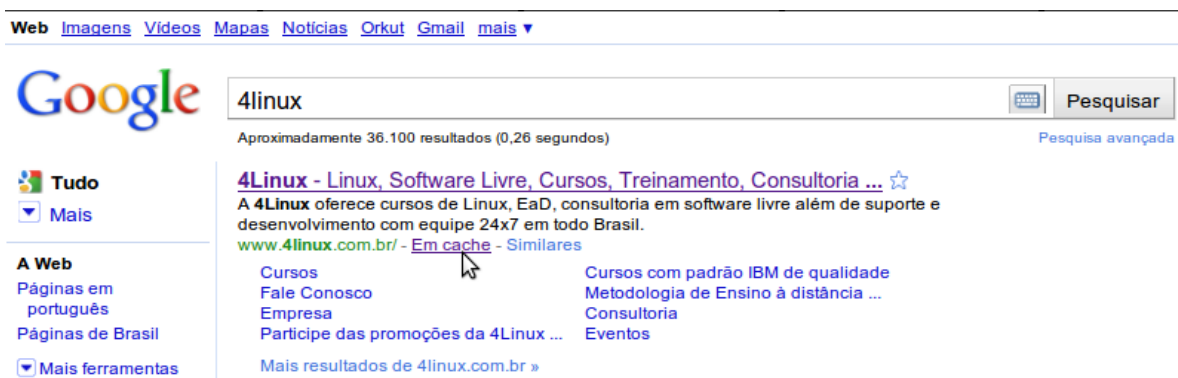 Web Imagens Vídeos Mapas Notícias Orkut Gmail mais ▼
Google
4linux
Pesquisar
Aproximadamente 36.100 resultados (0,26 segundos)
Pesquisa avançada
Tudo
Mais
A Web
Páginas em
português
Páginas de Brasil
Mais ferramentas
4Linux - Linux, Software Livre, Cursos, Treinamento, Consultoria ...
A 4Linux oferece cursos de Linux, EaD, consultoria em software livre além de suporte e
desenvolvimento com equipe 24x7 em todo Brasil.
www.4linux.com.br/ - Em cache - Similares
Cursos
Fale Conosco
Empresa
Participe das promoções da 4Linux ...
Cursos com padrão IBM de qualidade
Metodologia de Ensino à distância ...
Consultoria
Eventos
Mais resultados de 4linux.com.br »